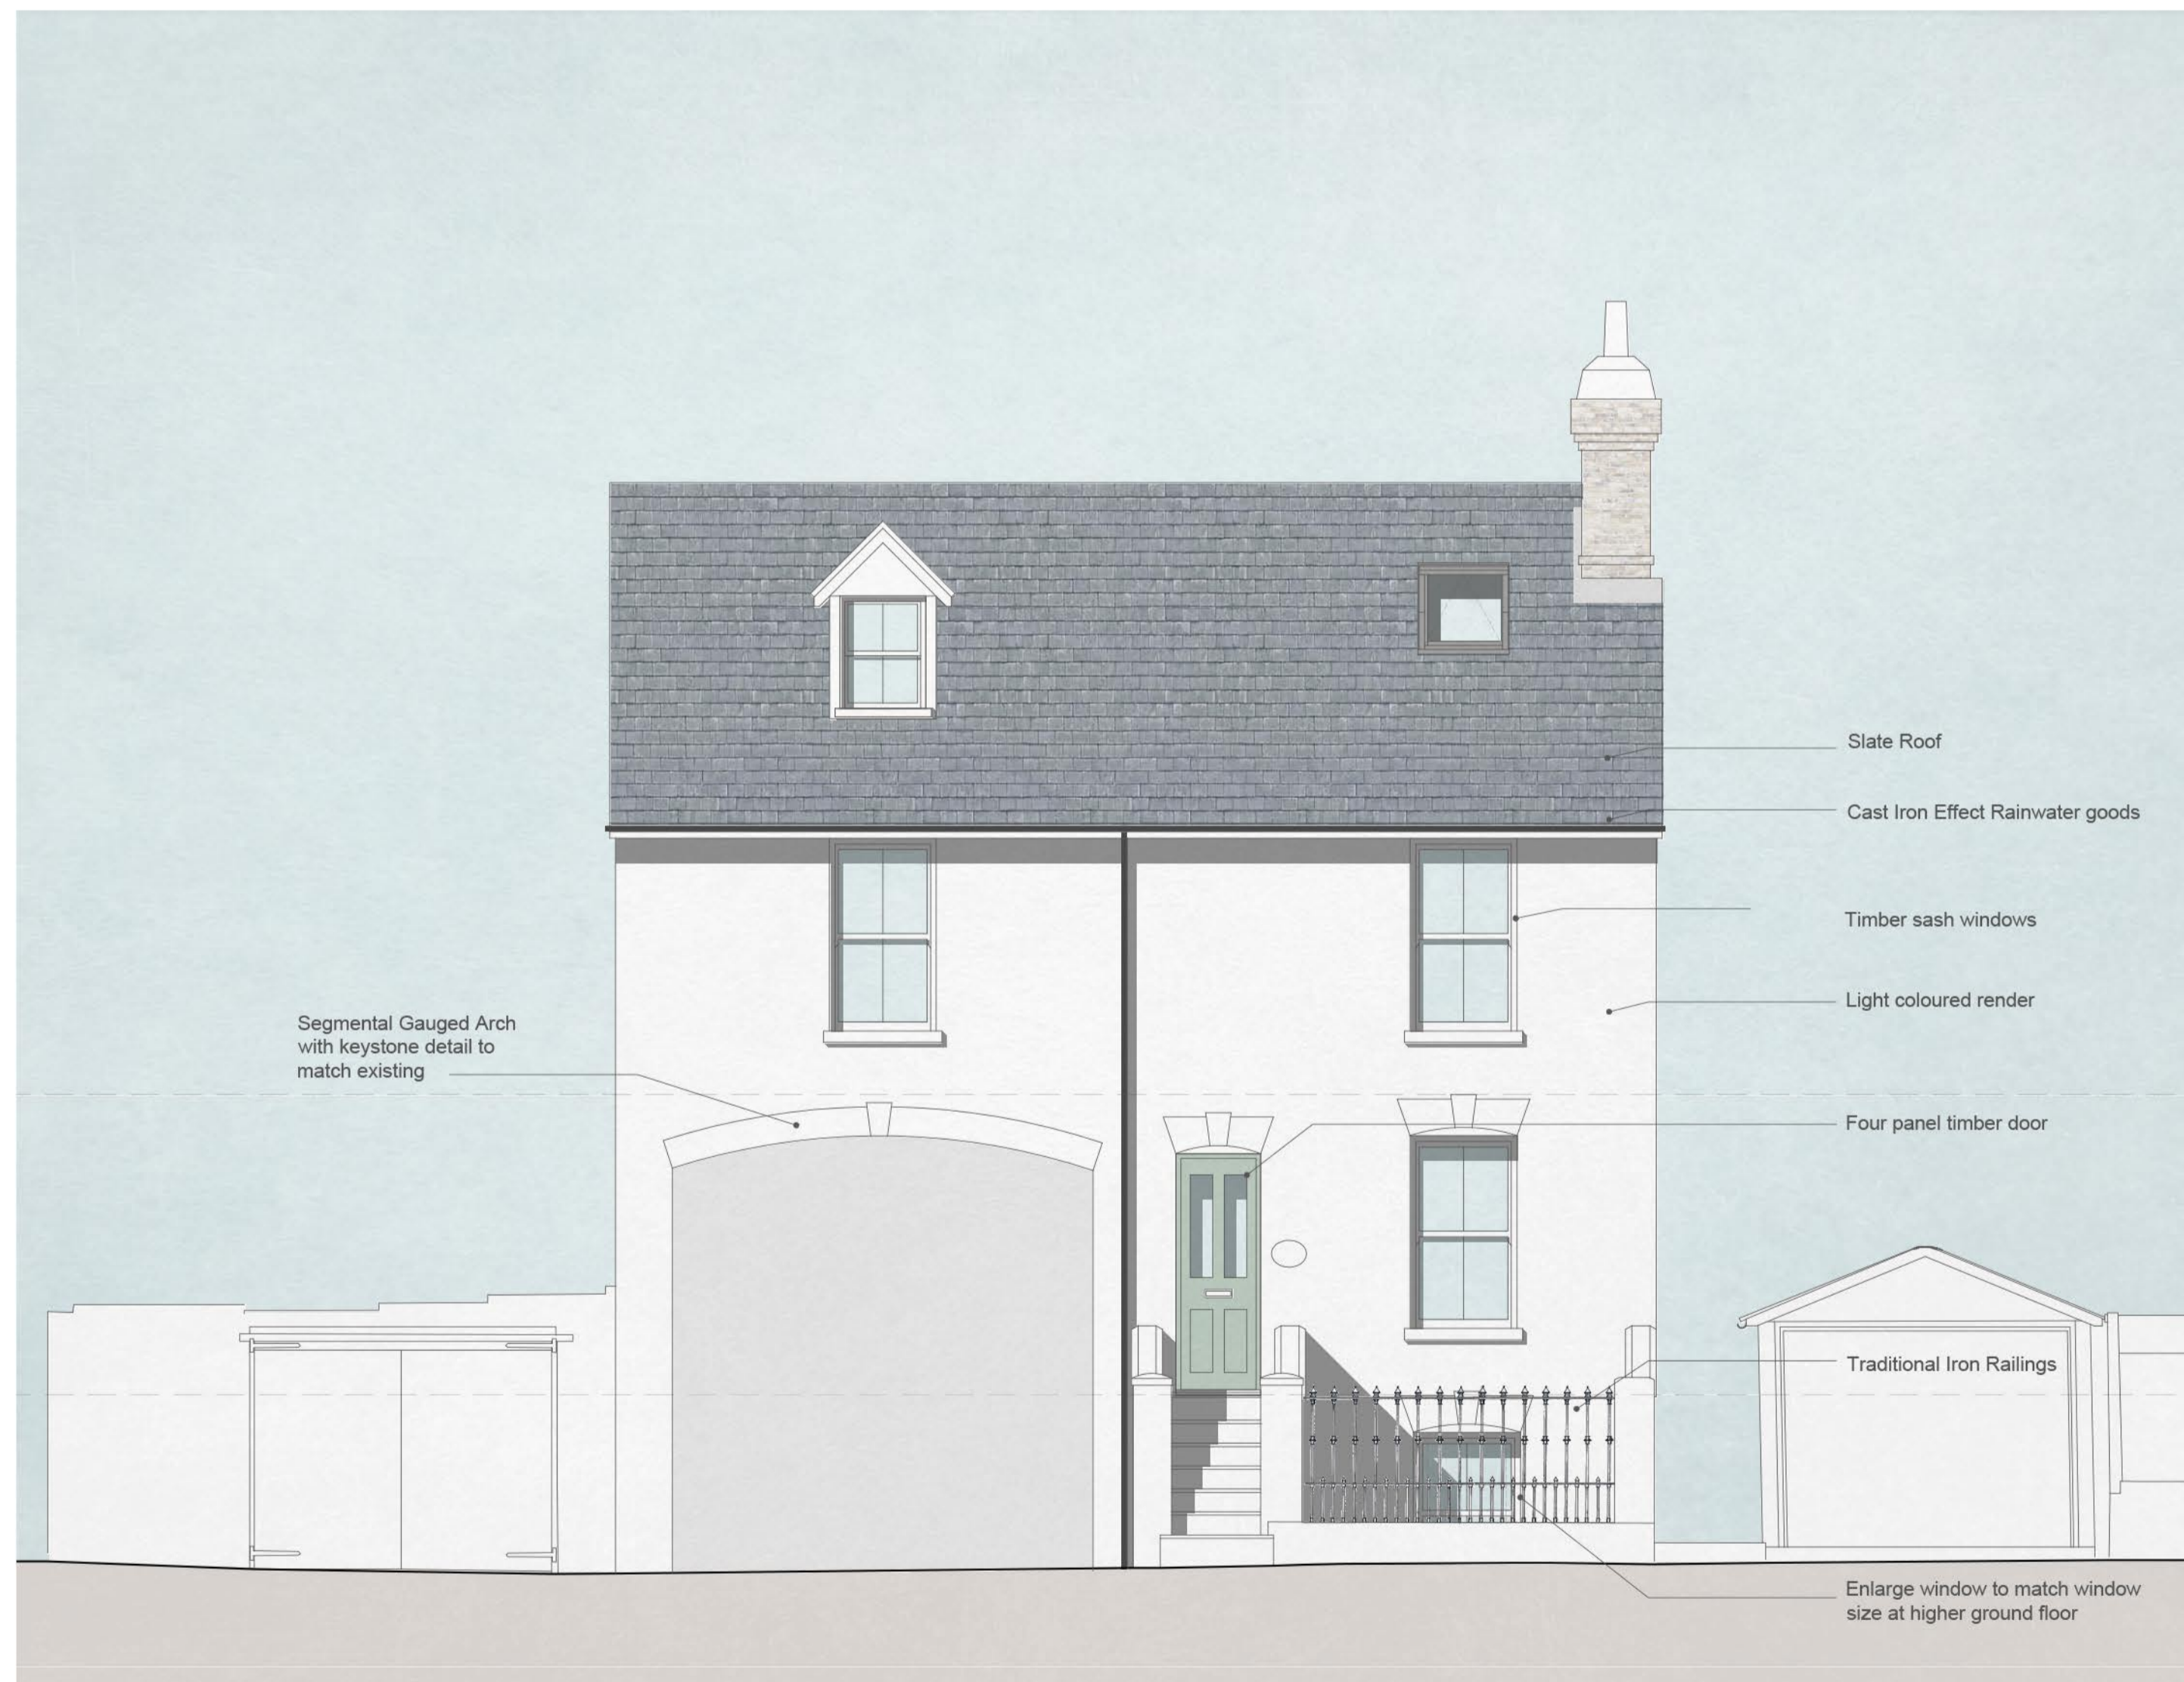 Slate Roof
Cast Iron Effect Rainwater goods
Timber sash windows
Light coloured render
Segmental Gauged Arch
with keystone detail to
match existing
Four panel timber door
Traditional Iron Railings
Enlarge window to match window
size at higher ground floor